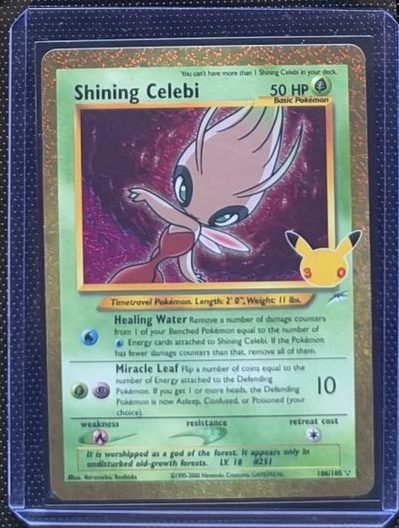 You can't have more than 1 Shining Celebi in your deck.
Shining Celebi
50 HP
Basic Pokémon
30
Timetravel Pokémon. Length: 2' 0", Weight: 11 lbs.
Healing Water Remove a number of damage counters
from 1 of your Benched Pokémon equal to the number of
Energy cards attached to Shining Celebi. If the Pokémon
has fewer damage counters than that, remove all of them.
Miracle Leaf Flip a number of coins equal to the
number of Energy attached to the Defending
Pokémon. If you get 1 or more heads, the Defending
Pokémon is now Asleep, Confused, or Poisoned (your
choice).
10
weakness resistance retreat cost
It is worshipped as a god of the forest. It appears only in
undisturbed old-growth forests. LV. 18 #251
Illus. Hironobu Yoshida
Nintendo, Creatures, GAMEFREAK.
106/105